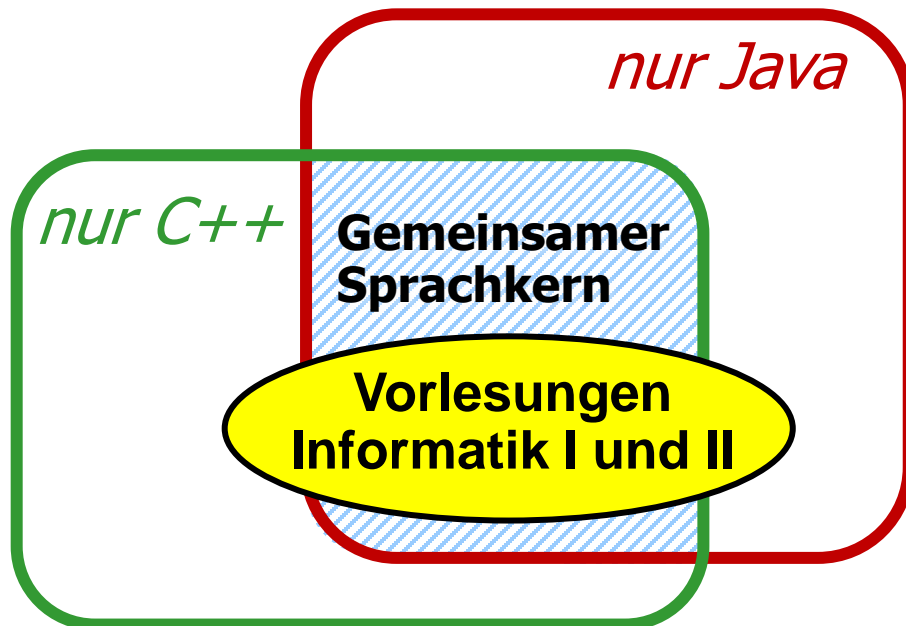 nur Java
nur C++
Gemeinsamer
Sprachkern
Vorlesungen
Informatik I und II